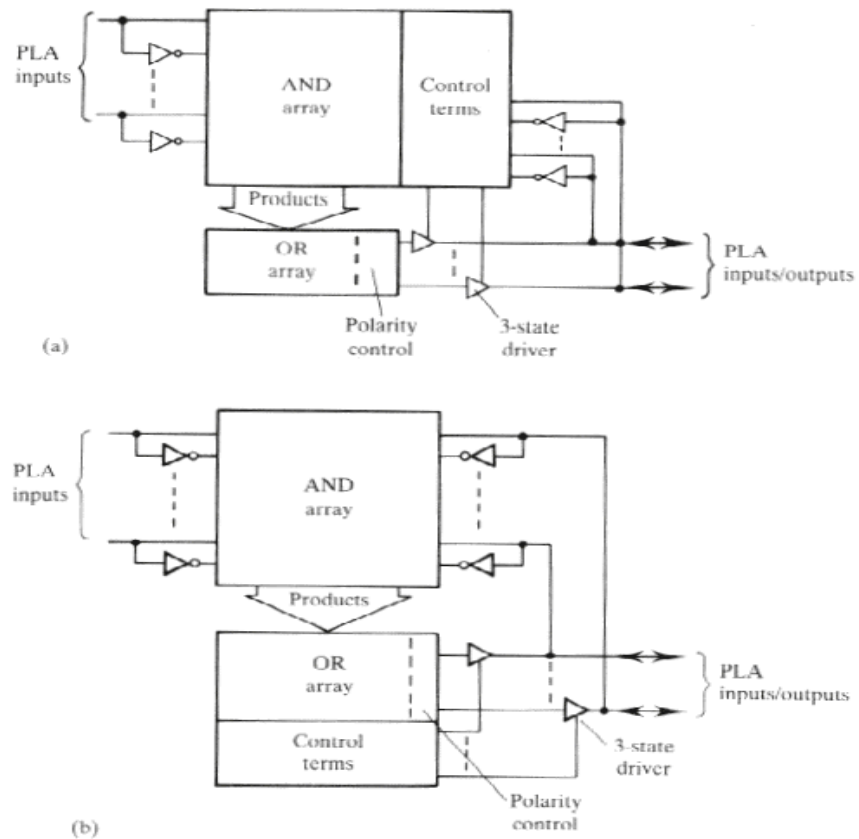 PLA
inputs
AND
array
Control
terms
Products
OR
array
PLA
inputs/outputs
Polarity
control
3-state
driver
(a)
PLA
inputs
AND
array
Products
OR
array
PLA
inputs/outputs
Control
terms
3-state
driver
Polarity
control
(b)